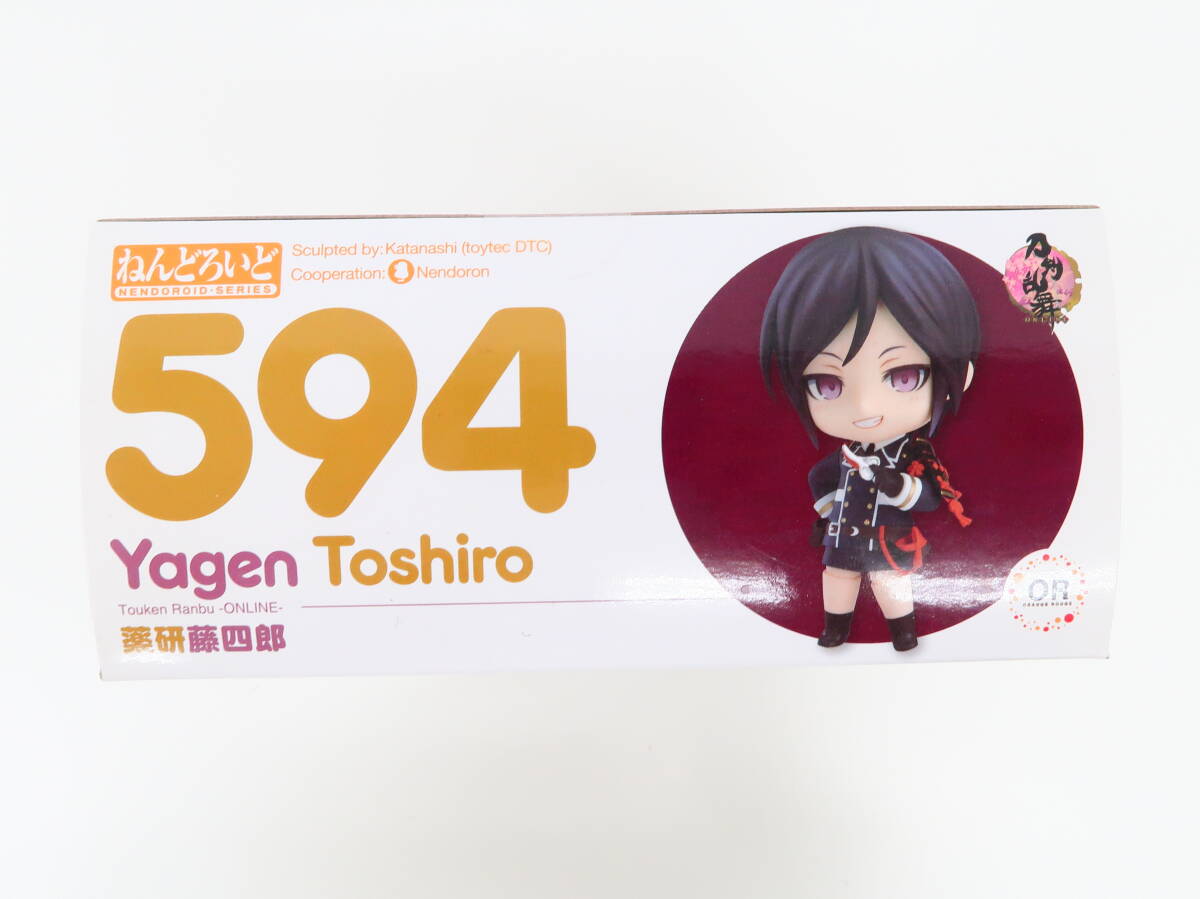 ねんどろいど
NENDOROID·SERIES
Sculpted by: Katanashi (toytec DTC)
Cooperation: Nendoron
594
Yagen Toshiro
Touken Ranbu -ONLINE-
薬研藤四郎
刀剣乱舞
ONLINE
OR
ORANGE ROUGE